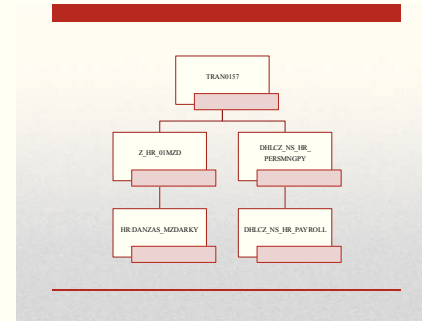 TRAN0157
Z_HR_01MZD
DHLCZ_NS_HR_
PERSMNGPY
HR:DANZAS_MZDARKY
DHLCZ_NS_HR_PAYROLL